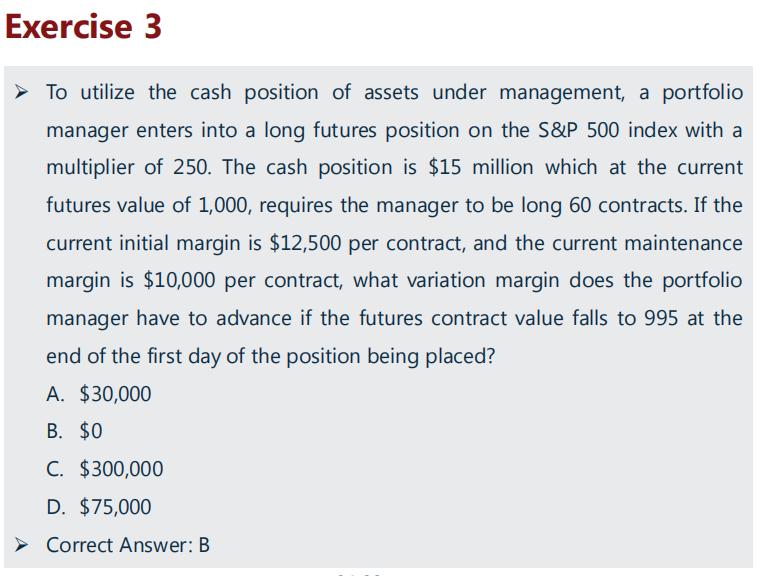 Exercise 3
➢ To utilize the cash position of assets under management, a portfolio
manager enters into a long futures position on the S&P 500 index with a
multiplier of 250. The cash position is $15 million which at the current
futures value of 1,000, requires the manager to be long 60 contracts. If the
current initial margin is $12,500 per contract, and the current maintenance
margin is $10,000 per contract, what variation margin does the portfolio
manager have to advance if the futures contract value falls to 995 at the
end of the first day of the position being placed?
A. $30,000
B. $0
C. $300,000
D. $75,000
➢ Correct Answer: B